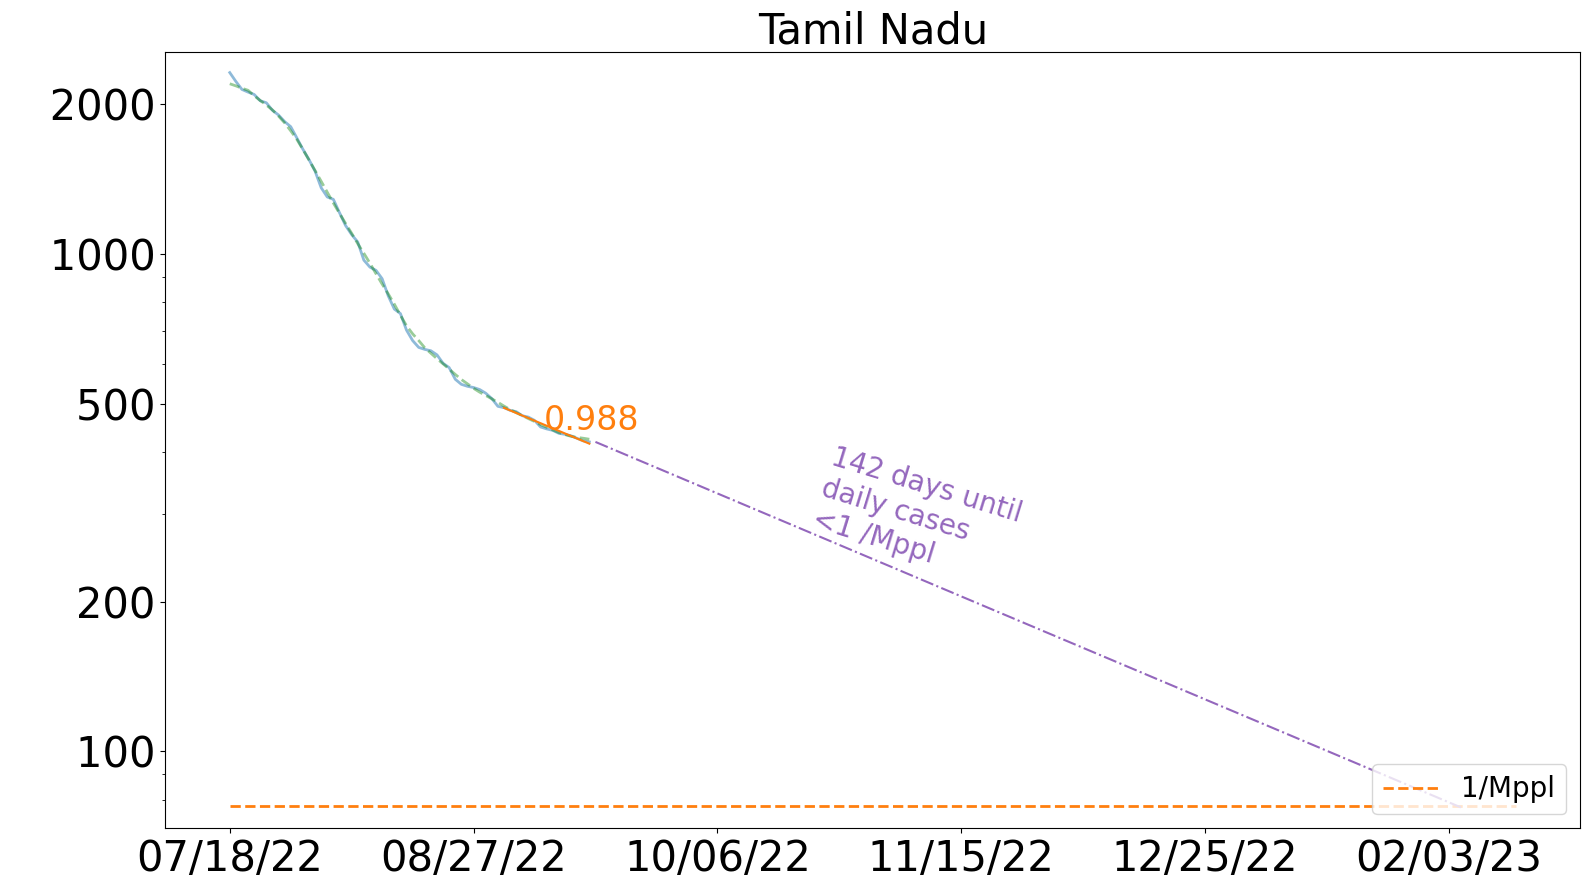 Tamil Nadu
2000
1000
500
200
100
0.988
142 days until
daily cases
<1 /Mppl
1/Mppl
07/18/22 08/27/22 10/06/22 11/15/22 12/25/22 02/03/23